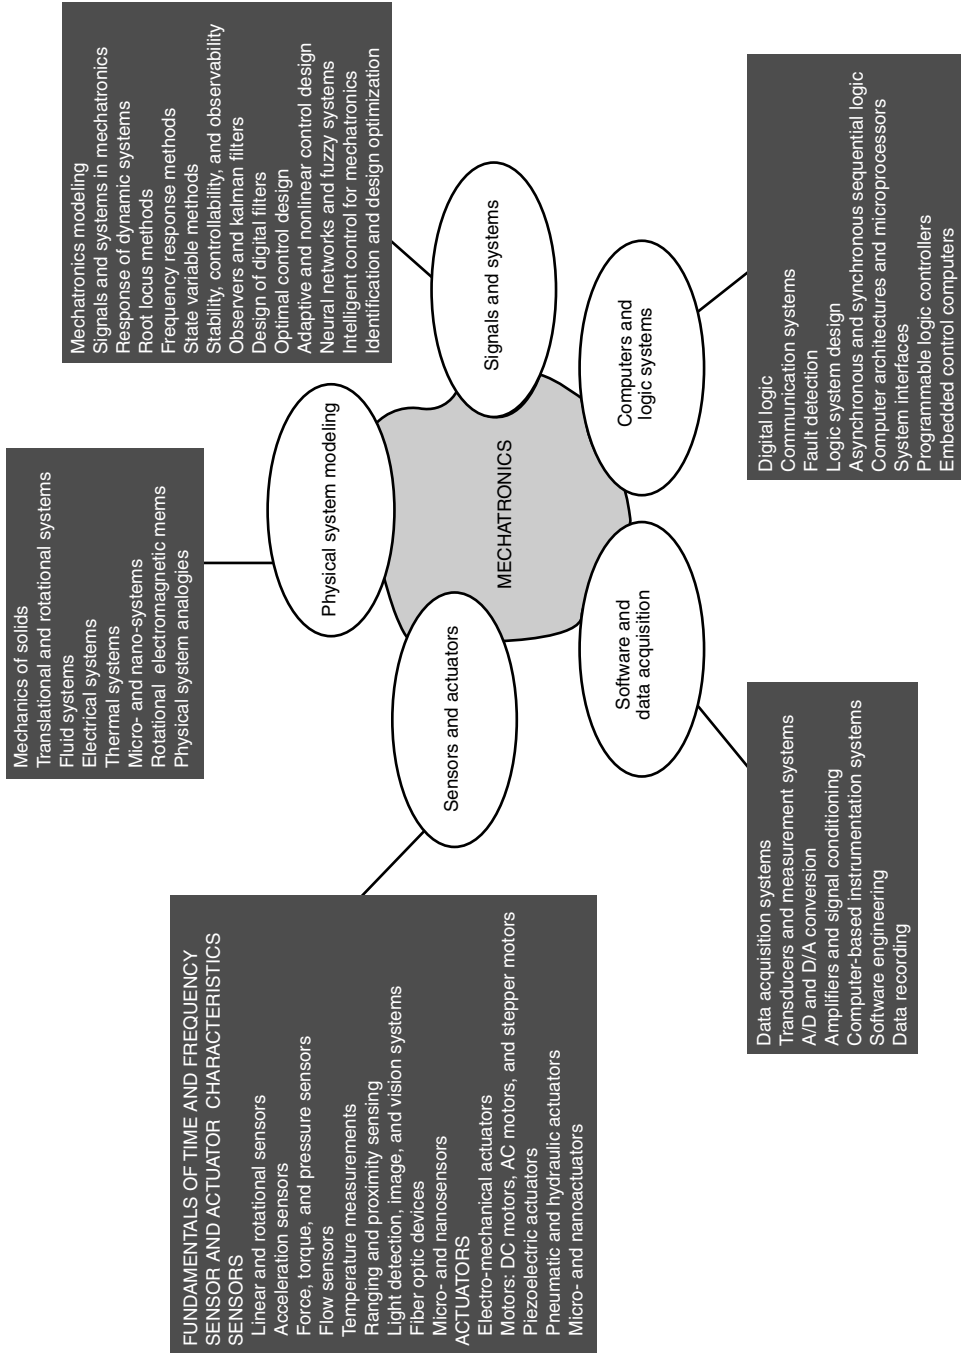 FUNDAMENTALS OF TIME AND FREQUENCY
SENSOR AND ACTUATOR CHARACTERISTICS
SENSORS
Linear and rotational sensors
Acceleration sensors
Force, torque, and pressure sensors
Flow sensors
Temperature measurements
Ranging and proximity sensing
Light detection, image, and vision systems
Fiber optic devices
Micro- and nanosensors
ACTUATORS
Electro-mechanical actuators
Motors: DC motors, AC motors, and stepper motors
Piezoelectric actuators
Pneumatic and hydraulic actuators
Micro- and nanoactuators
Sensors and actuators
Mechanics of solids
Translational and rotational systems
Fluid systems
Electrical systems
Thermal systems
Micro- and nano-systems
Rotational electromagnetic mems
Physical system analogies
Physical system modeling
Mechatronics modeling
Signals and systems in mechatronics
Response of dynamic systems
Root locus methods
Frequency response methods
State variable methods
Stability, controllability, and observability
Observers and kalman filters
Design of digital filters
Optimal control design
Adaptive and nonlinear control design
Neural networks and fuzzy systems
Intelligent control for mechatronics
Identification and design optimization
Signals and systems
MECHATRONICS
Software and
data acquisition
Data acquisition systems
Transducers and measurement systems
A/D and D/A conversion
Amplifiers and signal conditioning
Computer-based instrumentation systems
Software engineering
Data recording
Computers and
logic systems
Digital logic
Communication systems
Fault detection
Logic system design
Asynchronous and synchronous sequential logic
Computer architectures and microprocessors
System interfaces
Programmable logic controllers
Embedded control computers